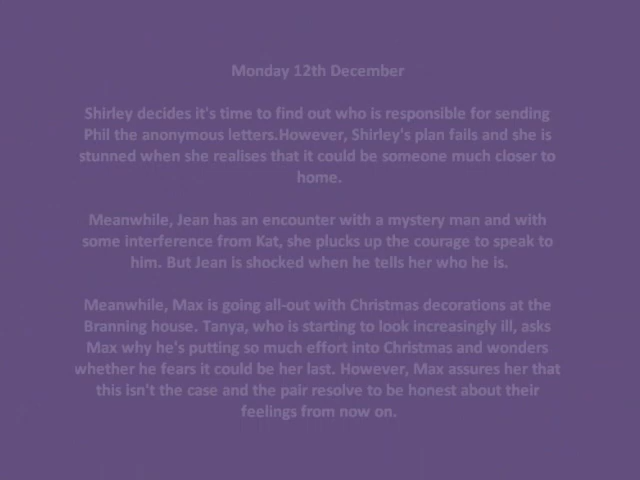 Monday 12th December
Shirley decides it's time to find out who is responsible for sending
Phil the anonymous letters.However, Shirley's plan fails and she is
stunned when she realises that it could be someone much closer to
home.
Meanwhile, Jean has an encounter with a mystery man and with
some interference from Kat, she plucks up the courage to speak to
him. But Jean is shocked when he tells her who he is.
Meanwhile, Max is going all-out with Christmas decorations at the
Branning house. Tanya, who is starting to look increasingly ill, asks
Max why he's putting so much effort into Christmas and wonders
whether he fears it could be her last. However, Max assures her that
this isn't the case and the pair resolve to be honest about their
feelings from now on.